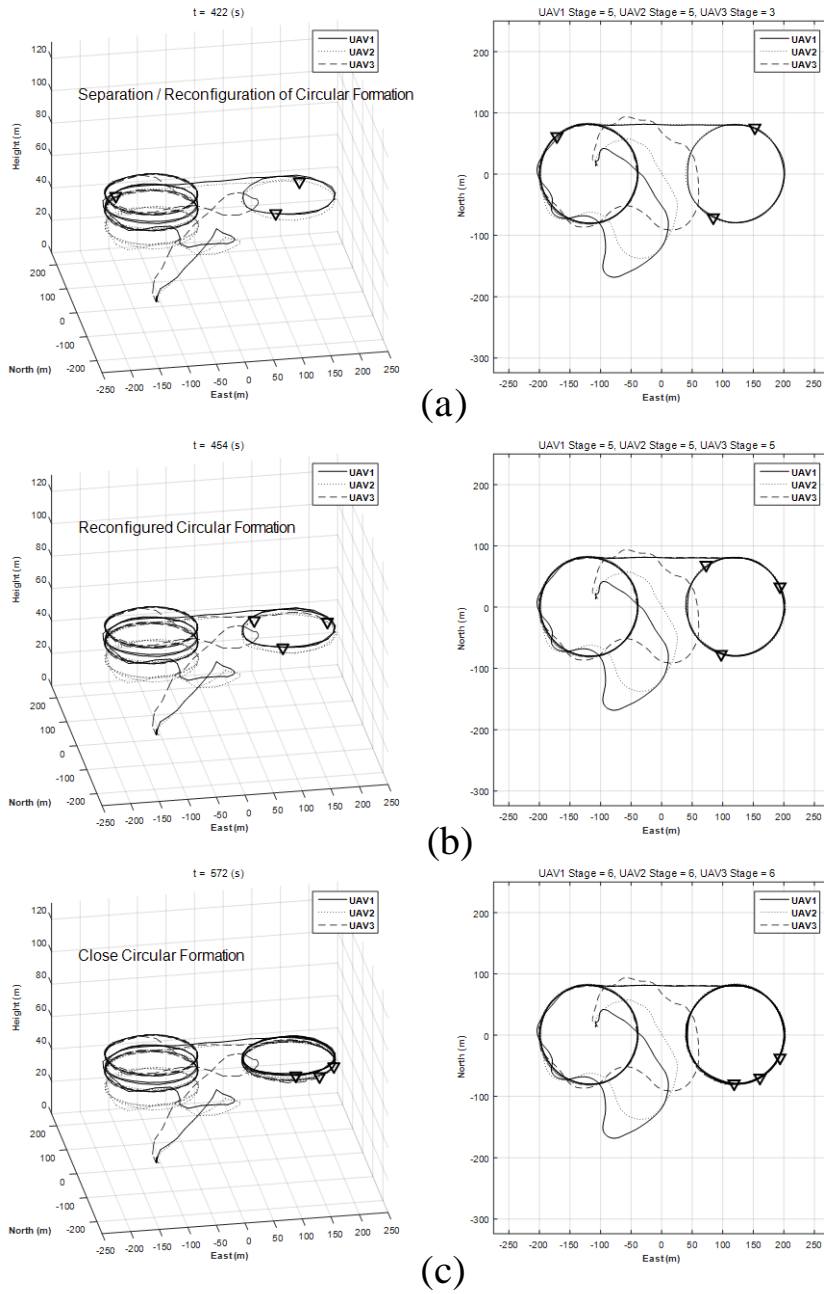 t = 422 (s)
UAV1
UAV2
UAV3
Separation / Reconfiguration of Circular Formation
Height (m)
120
100
80
60
40
20
0
200
100
0
-100
-200
North (m)
-250
-200
-150
-100
-50
0
50
100
150
200
250
East (m)
UAV1 Stage = 5, UAV2 Stage = 5, UAV3 Stage = 3
UAV1
UAV2
UAV3
North (m)
200
100
0
-100
-200
-300
-250
-200
-150
-100
-50
0
50
100
150
200
250
East (m)
(a)
t = 454 (s)
UAV1
UAV2
UAV3
Reconfigured Circular Formation
Height (m)
120
100
80
60
40
20
0
200
100
0
-100
-200
North (m)
-250
-200
-150
-100
-50
0
50
100
150
200
250
East (m)
UAV1 Stage = 5, UAV2 Stage = 5, UAV3 Stage = 5
UAV1
UAV2
UAV3
North (m)
200
100
0
-100
-200
-300
-250
-200
-150
-100
-50
0
50
100
150
200
250
East (m)
(b)
t = 572 (s)
UAV1
UAV2
UAV3
Close Circular Formation
Height (m)
120
100
80
60
40
20
0
200
100
0
-100
-200
North (m)
-250
-200
-150
-100
-50
0
50
100
150
200
250
East (m)
UAV1 Stage = 6, UAV2 Stage = 6, UAV3 Stage = 6
UAV1
UAV2
UAV3
North (m)
200
100
0
-100
-200
-300
-250
-200
-150
-100
-50
0
50
100
150
200
250
East (m)
(c)